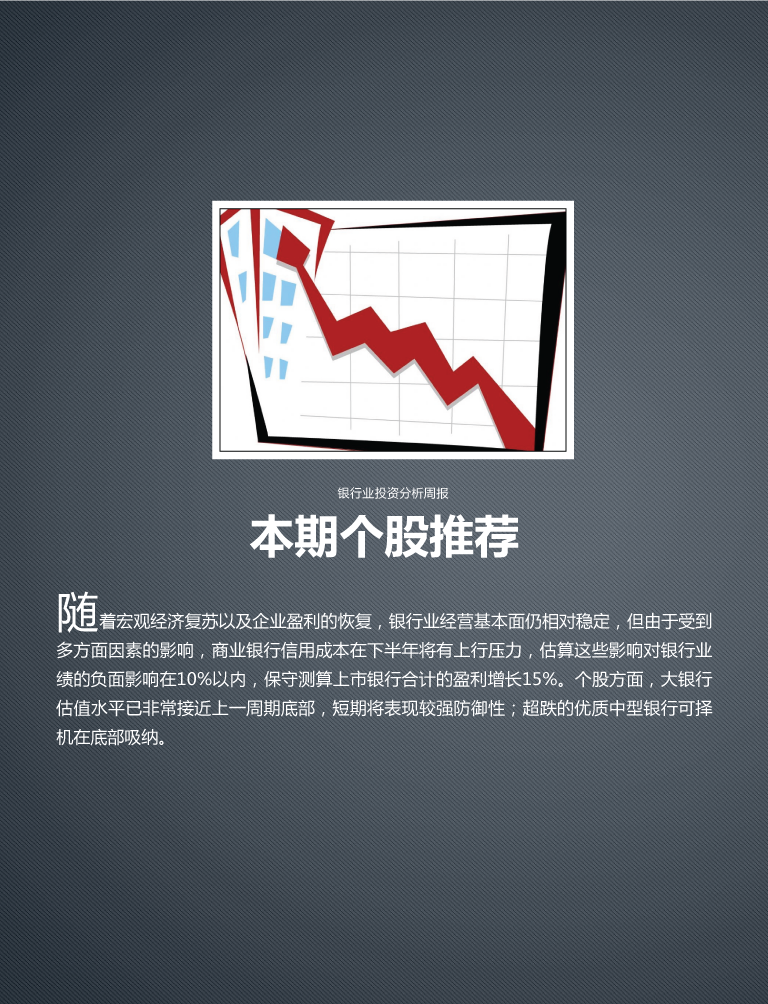 银行业投资分析周报
本期个股推荐
随着宏观经济复苏以及企业盈利的恢复，银行业经营基本面仍相对稳定，但由于受到
多方面因素的影响，商业银行信用成本在下半年将有上行压力，估算这些影响对银行业
绩的负面影响在10%以内，保守测算上市银行合计的盈利增长15%。个股方面，大银行
估值水平已非常接近上一周期底部，短期将表现较强防御性；超跌的优质中型银行可择
机在底部吸纳。